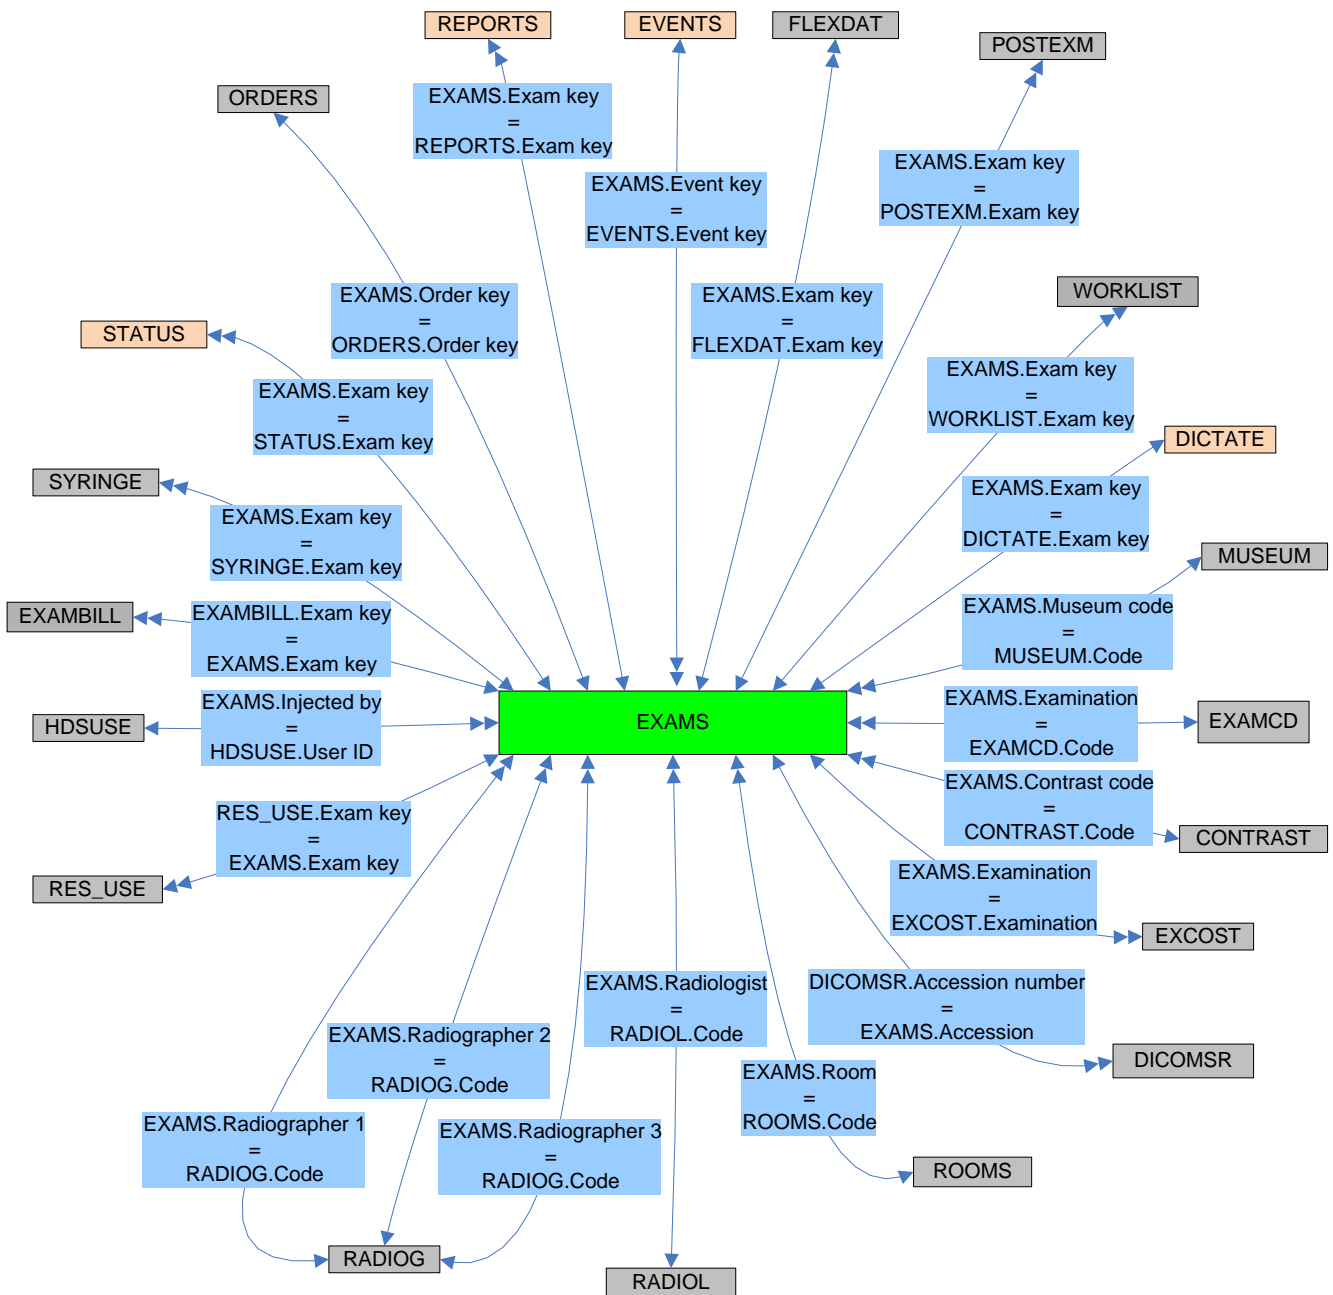 REPORTS
EVENTS
FLEXDAT
POSTEXM
ORDERS
EXAMS.Exam key
=
REPORTS.Exam key
EXAMS.Event key
=
EVENTS.Event key
EXAMS.Exam key
=
POSTEXM.Exam key
EXAMS.Order key
=
ORDERS.Order key
EXAMS.Exam key
=
FLEXDAT.Exam key
WORKLIST
STATUS
EXAMS.Exam key
=
STATUS.Exam key
EXAMS.Exam key
=
WORKLIST.Exam key
DICTATE
SYRINGE
EXAMS.Exam key
=
SYRINGE.Exam key
EXAMS.Exam key
=
DICTATE.Exam key
MUSEUM
EXAMBILL
EXAMBILL.Exam key
=
EXAMS.Exam key
EXAMS.Museum code
=
MUSEUM.Code
HDSUSE
EXAMS.Injected by
=
HDSUSE.User ID
EXAMS
EXAMS.Examination
=
EXAMCD.Code
EXAMCD
RES_USE.Exam key
=
EXAMS.Exam key
EXAMS.Contrast code
=
CONTRAST.Code
CONTRAST
RES_USE
EXAMS.Examination
=
EXCOST.Examination
EXCOST
EXAMS.Radiologist
=
RADIOL.Code
DICOMSR.Accession number
=
EXAMS.Accession
DICOMSR
EXAMS.Radiographer 2
=
RADIOG.Code
EXAMS.Room
=
ROOMS.Code
EXAMS.Radiographer 1
=
RADIOG.Code
EXAMS.Radiographer 3
=
RADIOG.Code
ROOMS
RADIOG
RADIOL